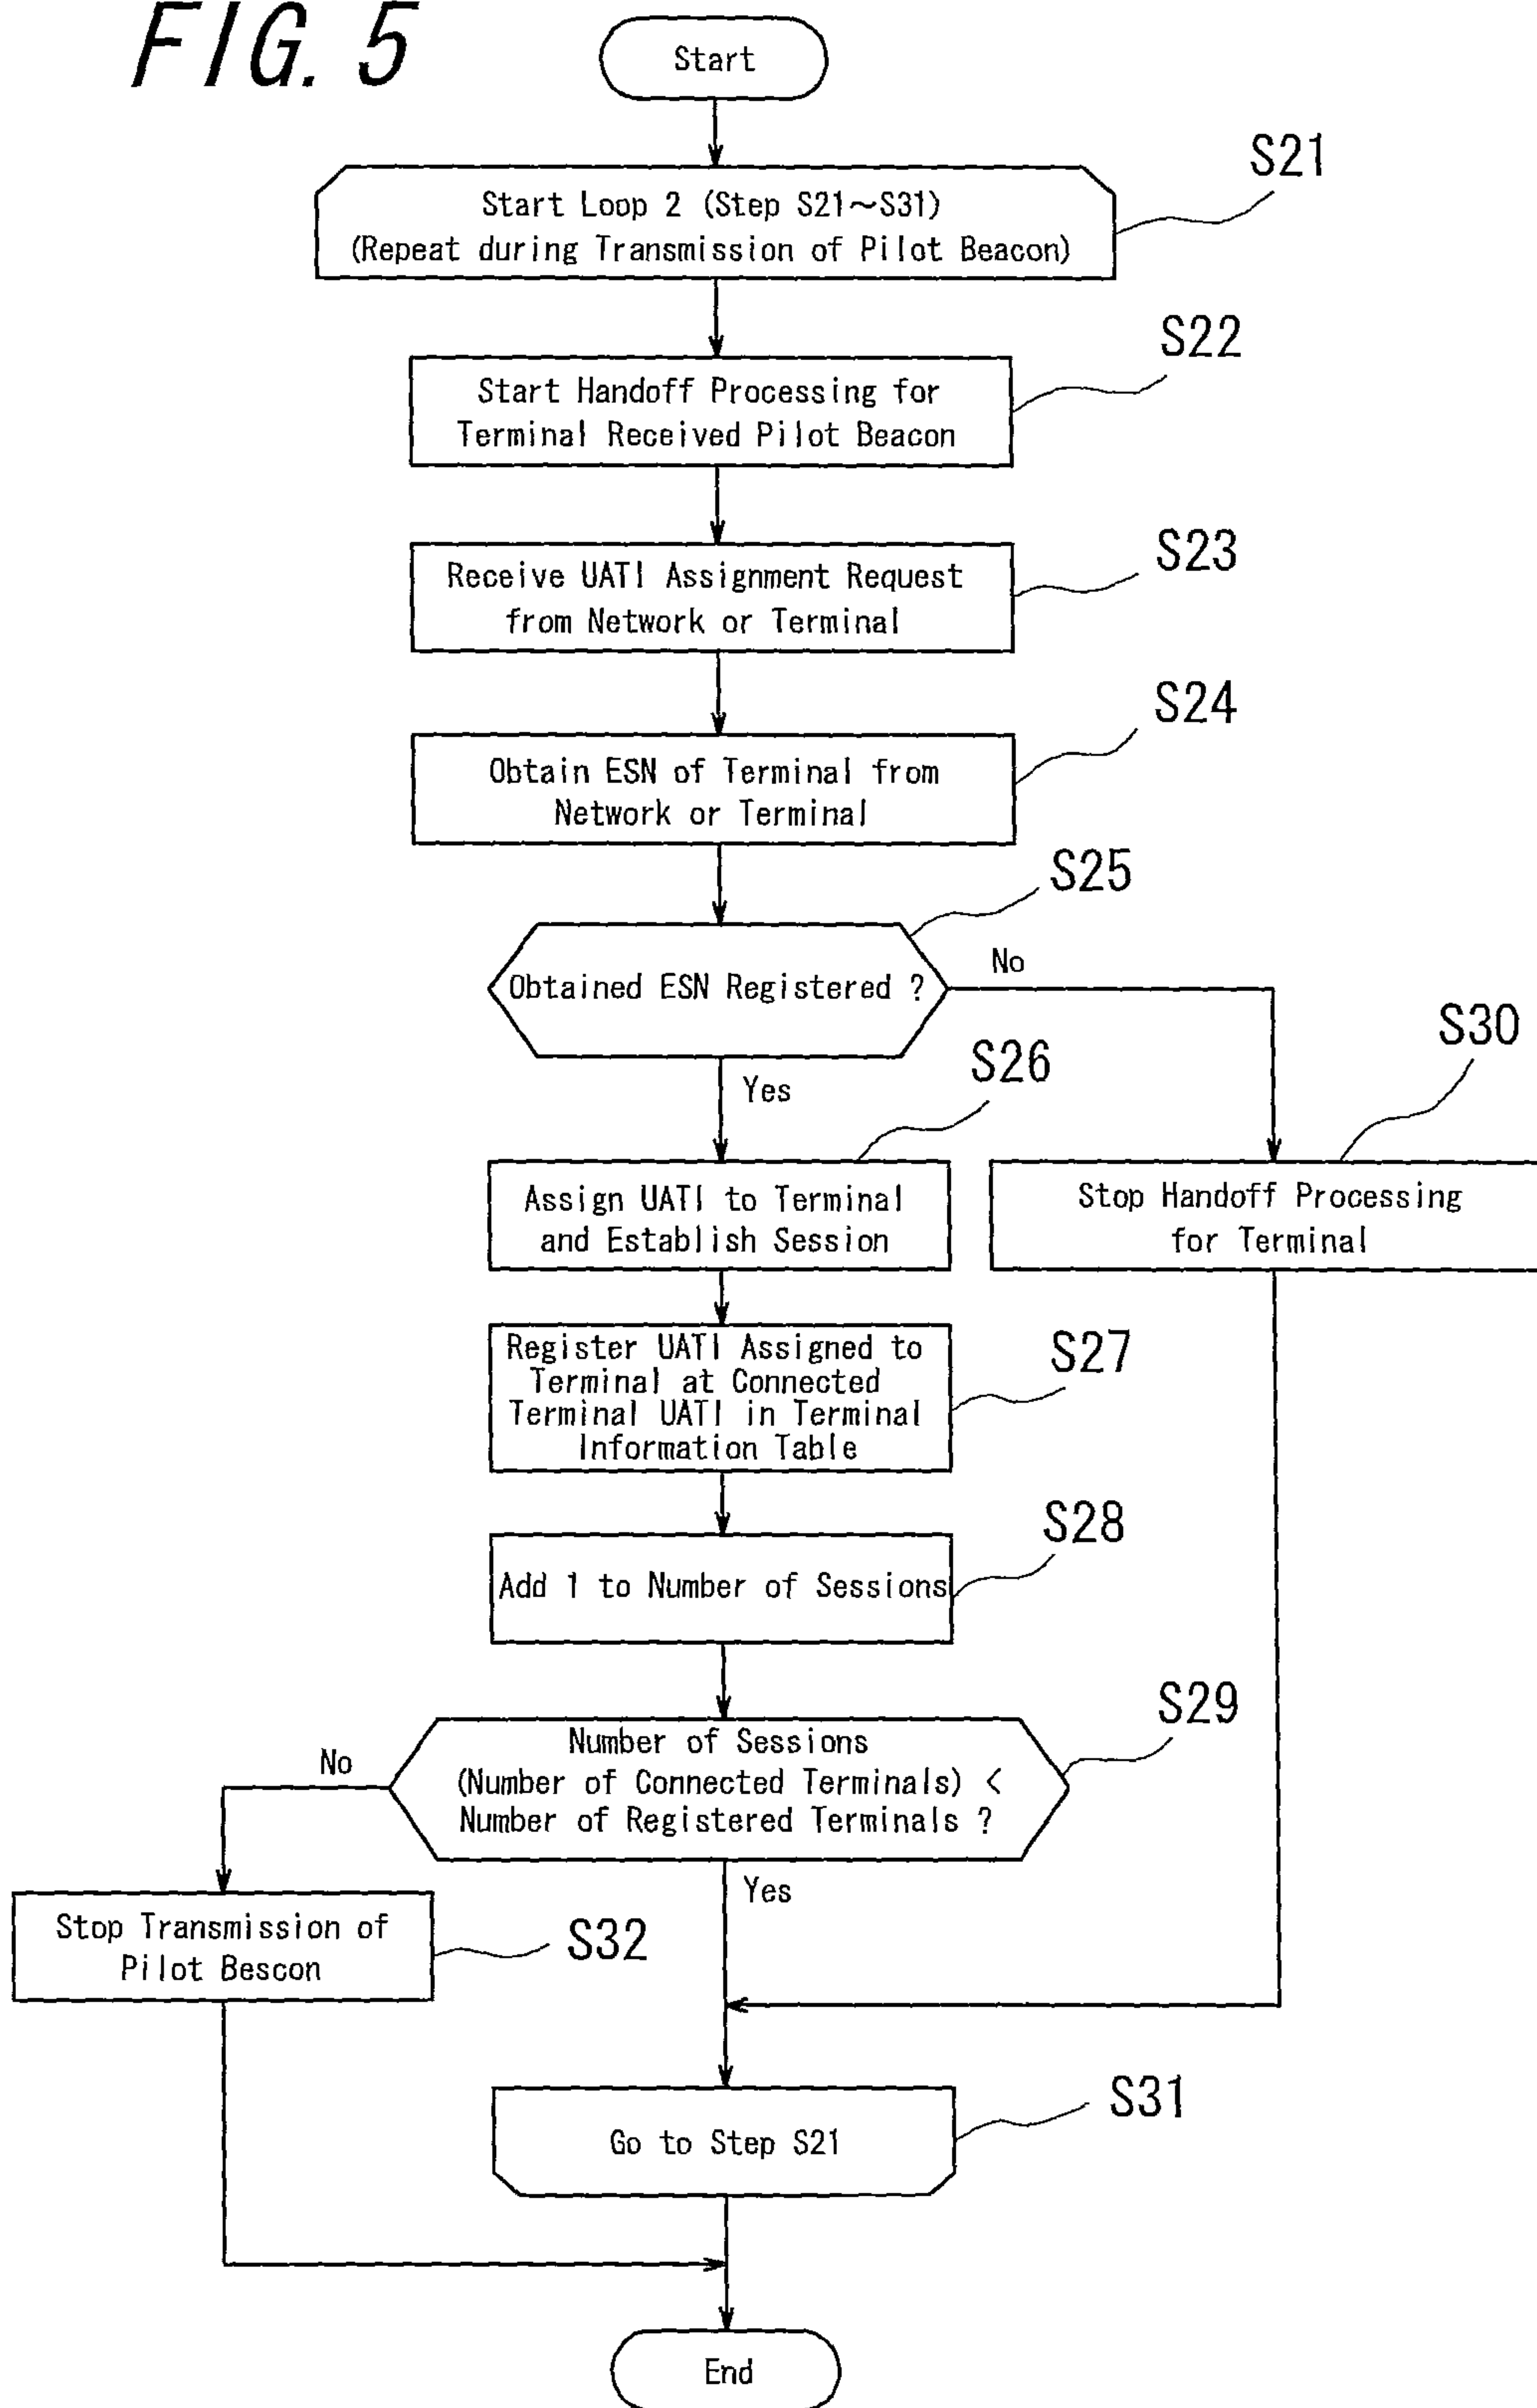 FIG. 5
Start
S21
Start Loop 2 (Step S21~S31)
(Repeat during Transmission of Pilot Beacon)
S22
Start Handoff Processing for
Terminal Received Pilot Beacon
S23
Receive UATI Assignment Request
from Network or Terminal
S24
Obtain ESN of Terminal from
Network or Terminal
S25
Obtained ESN Registered ?
No
Yes
S26
S30
Assign UATI to Terminal
and Establish Session
Stop Handoff Processing
for Terminal
S27
Register UATI Assigned to
Terminal at Connected
Terminal UATI in Terminal
Information Table
S28
Add 1 to Number of Sessions
S29
Number of Sessions
(Number of Connected Terminals) <
Number of Registered Terminals ?
No
Yes
Stop Transmission of
Pilot Bescon
S32
S31
Go to Step S21
End